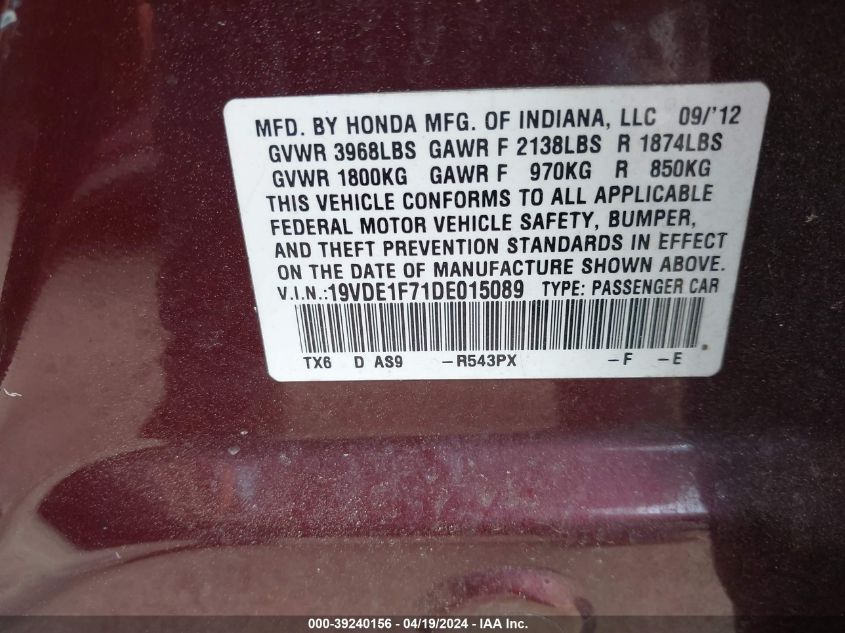 MFD. BY HONDA MFG. OF INDIANA, LLC 09/'12
GVWR 3968LBS GAWR F 2138LBS R 1874LBS
GVWR 1800KG GAWR F 970KG R 850KG
THIS VEHICLE CONFORMS TO ALL APPLICABLE
FEDERAL MOTOR VEHICLE SAFETY, BUMPER,
AND THEFT PREVENTION STANDARDS IN EFFECT
ON THE DATE OF MANUFACTURE SHOWN ABOVE.
V.I.N.:19VDE1F71DE015089 TYPE: PASSENGER CAR
TX6 D AS9 -R543PX -F -E
000-39240156 - 04/19/2024 - IAA Inc.